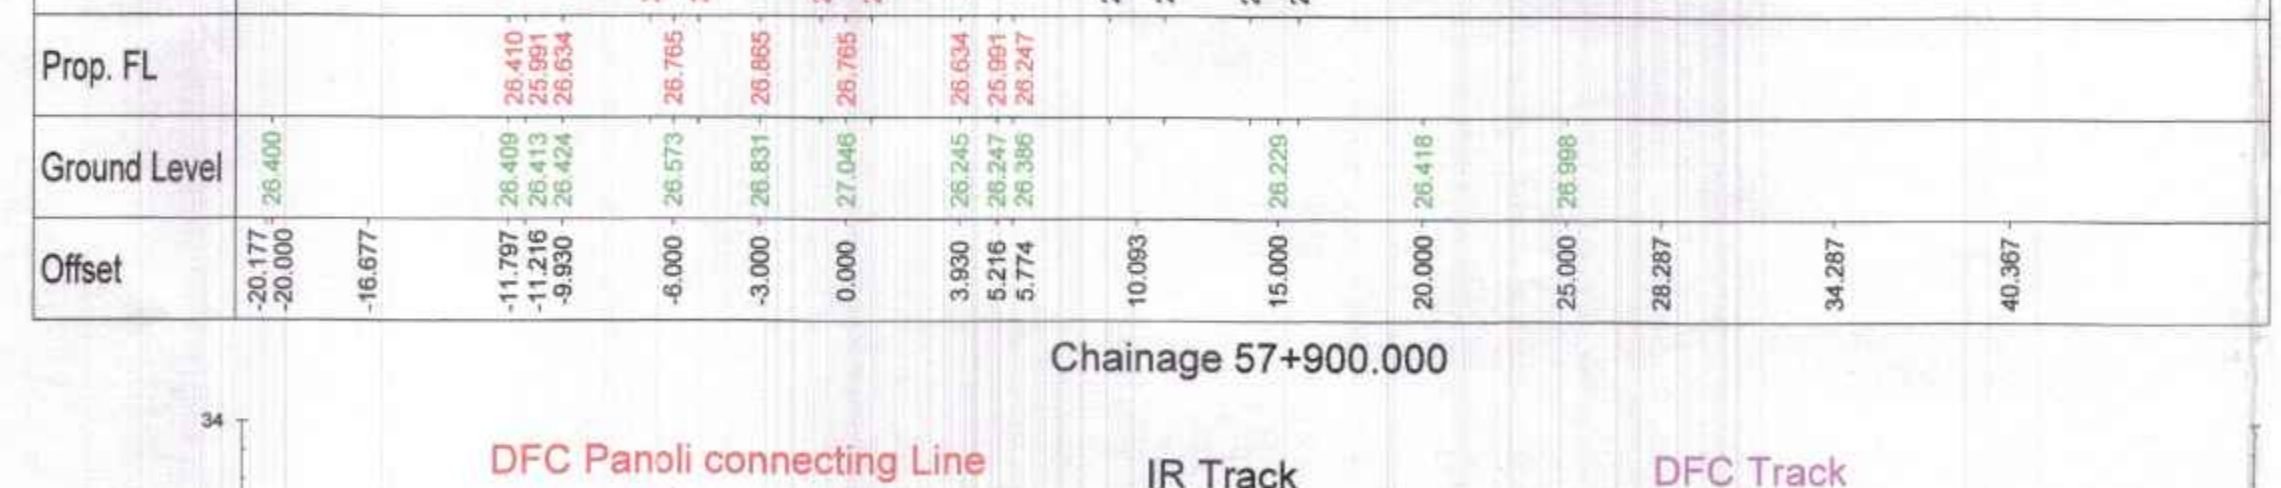 Prop. FL 26.410 25.991 26.634 26.765 26.865 26.765 26.634 25.991 26.247
Ground Level 26.400 26.409 26.413 26.424 26.573 26.831 27.046 26.245 26.247 26.386 26.229 26.418 26.998
Offset -20.177 -20.000 -16.677 -11.797 -11.216 -9.930 -6.000 -3.000 0.000 3.930 5.216 5.774 10.093 15.000 20.000 25.000 28.287 34.287 40.367
Chainage 57+900.000
34
DFC Panoli connecting Line IR Track DFC Track